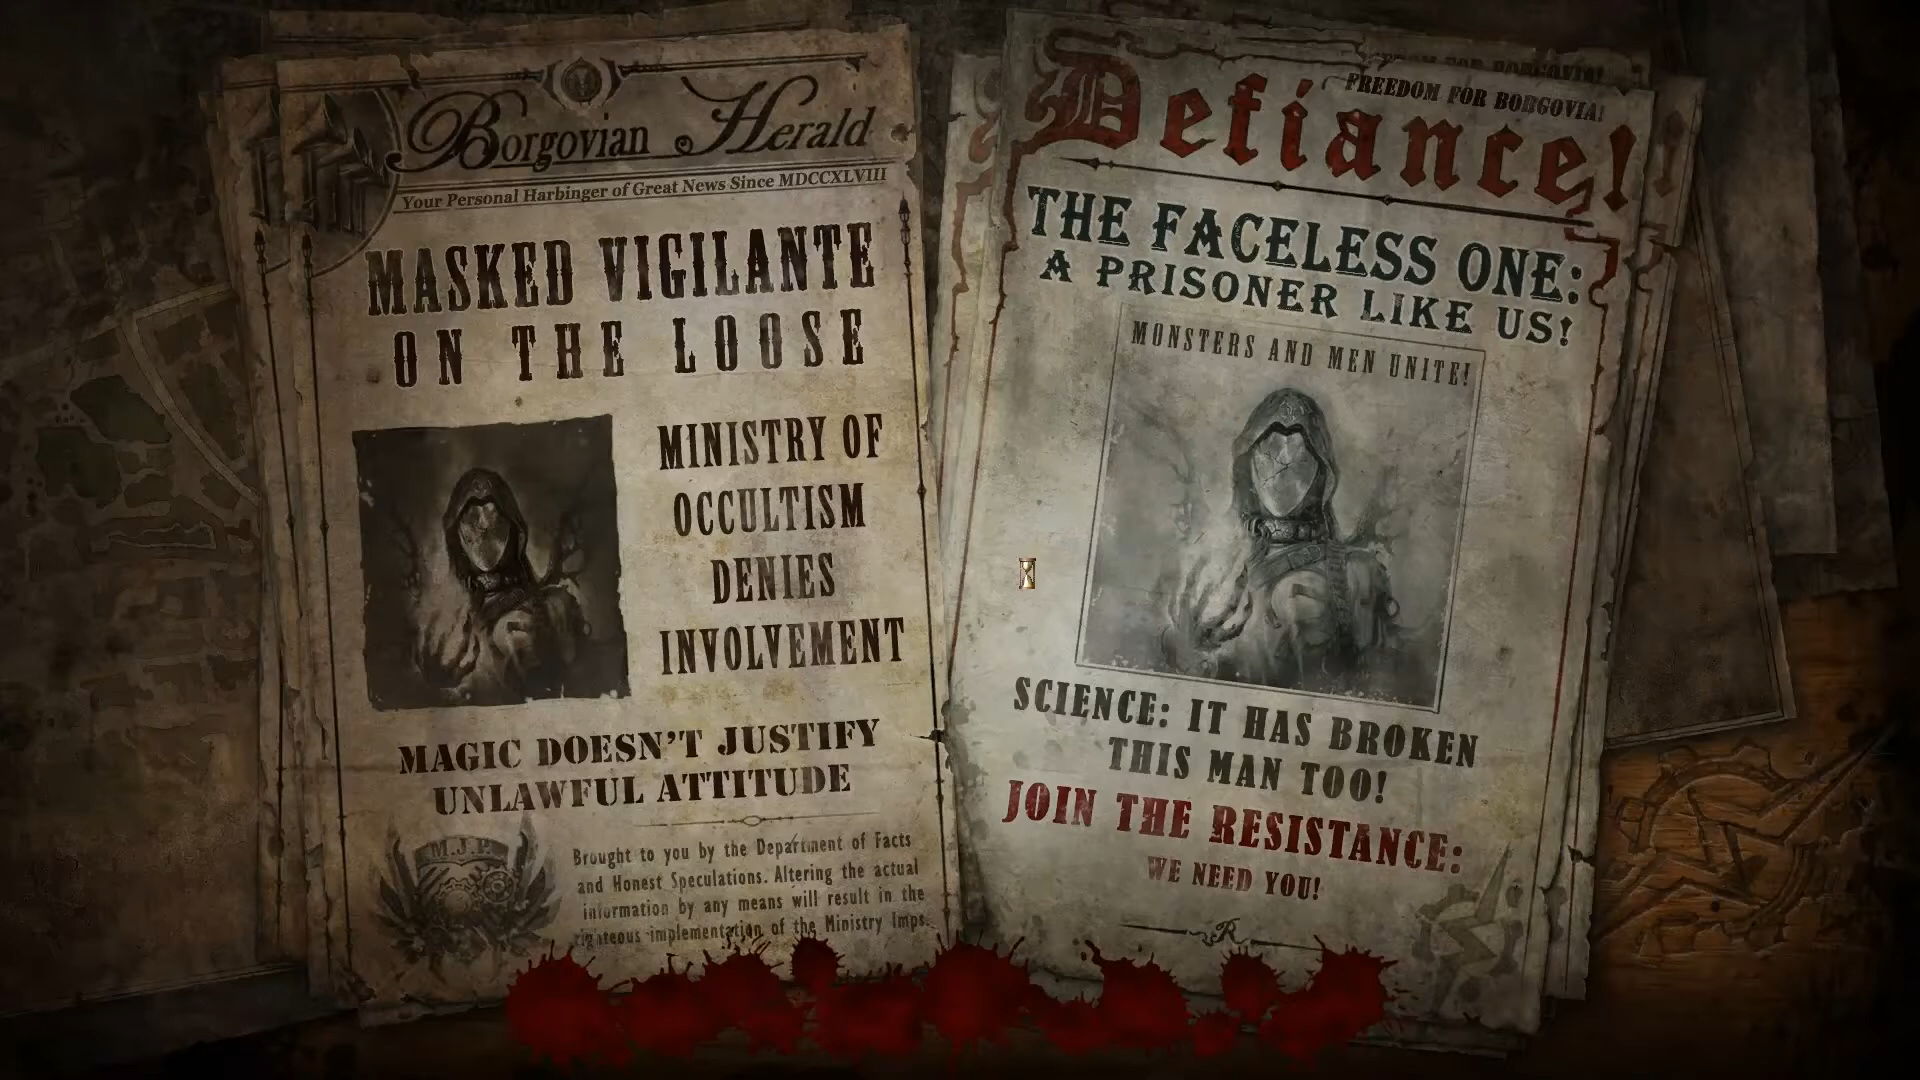 Borgovian Herald
Your Personal Harbinger of Great News Since MDCCXLVIII
MASKED VIGILANTE
ON THE LOOSE
MINISTRY OF
OCCULTISM
DENIES
INVOLVEMENT
MAGIC DOESN'T JUSTIFY
UNLAWFUL ATTITUDE
M.J.P.
Brought to you by the Department of Facts
and Honest Speculations. Altering the actual
information by any means will result in the
righteous implementation of the Ministry Imps.
FREEDOM FOR BORGOVIA!
Defiance!
THE FACELESS ONE:
A PRISONER LIKE US!
MONSTERS AND MEN UNITE!
SCIENCE: IT HAS BROKEN
THIS MAN TOO!
JOIN THE RESISTANCE:
WE NEED YOU!
R